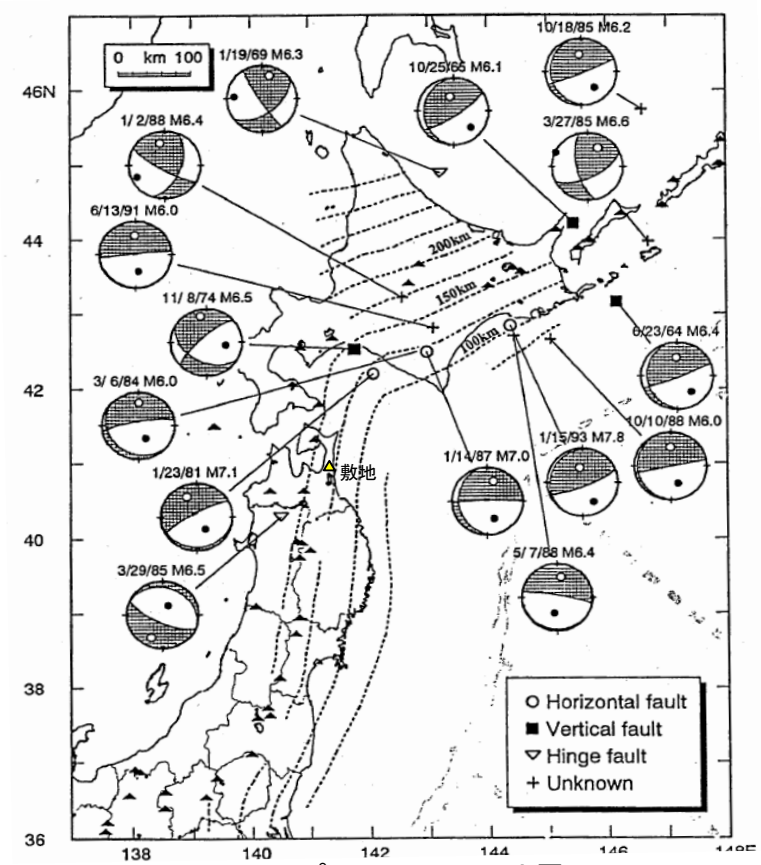 10/18/85 M6.2
0 km 100
1/19/69 M6.3
10/25/65 M6.1
46N
1/ 2/88 M6.4
3/27/85 M6.6
6/13/91 M6.0
44
200km
150km
11/ 8/74 M6.5
100km
6/23/64 M6.4
42
3/ 6/84 M6.0
10/10/88 M6.0
1/15/93 M7.8
1/14/87 M7.0
1/23/81 M7.1
敷地
40
5/ 7/88 M6.4
3/29/85 M6.5
38
Horizontal fault
Vertical fault
Hinge fault
Unknown
36
138
140
142
144
146
148E